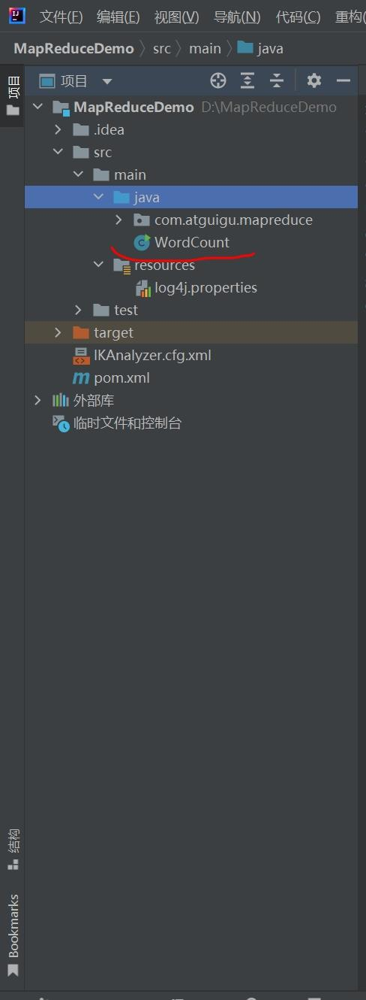 文件(F) 编辑(E) 视图(V) 导航(N) 代码(C) 重构(
MapReduceDemo src main java
项目
项目
MapReduceDemo D:\MapReduceDemo
.idea
src
main
java
com.atguigu.mapreduce
WordCount
resources
log4j.properties
test
target
IKAnalyzer.cfg.xml
pom.xml
外部库
临时文件和控制台
结构
Bookmarks